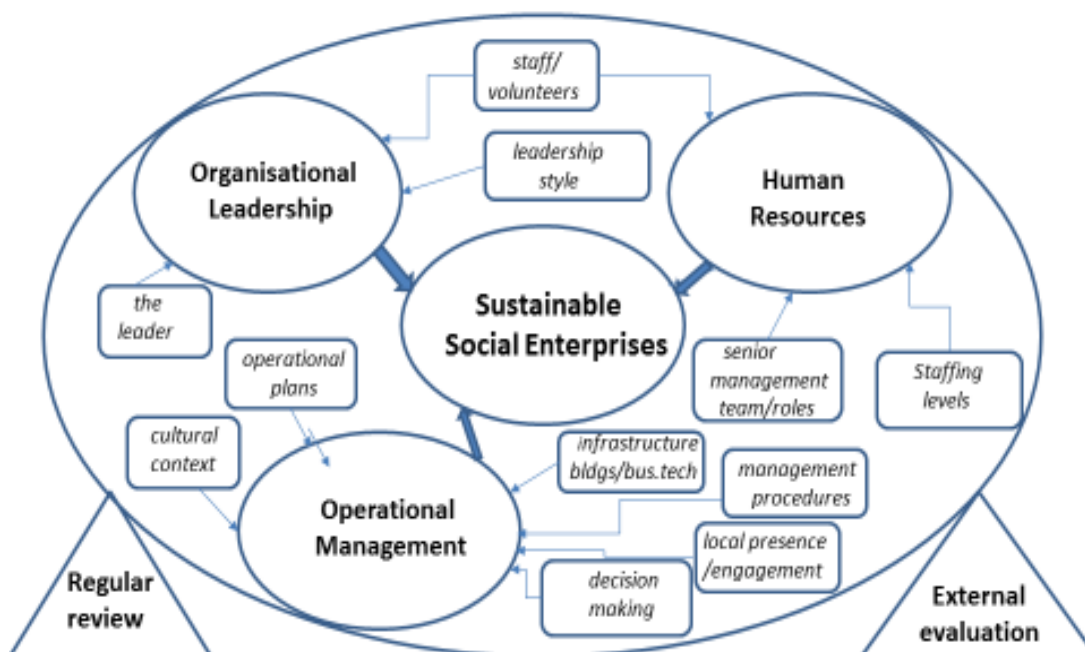 staff/
volunteers
Organisational
Leadership
leadership
style
Human
Resources
the
leader
Sustainable
Social Enterprises
operational
plans
senior
management
team/roles
Staffing
levels
cultural
context
infrastructure
bldgs/bus.tech
management
procedures
Operational
Management
local presence
/engagement
decision
making
Regular
review
External
evaluation